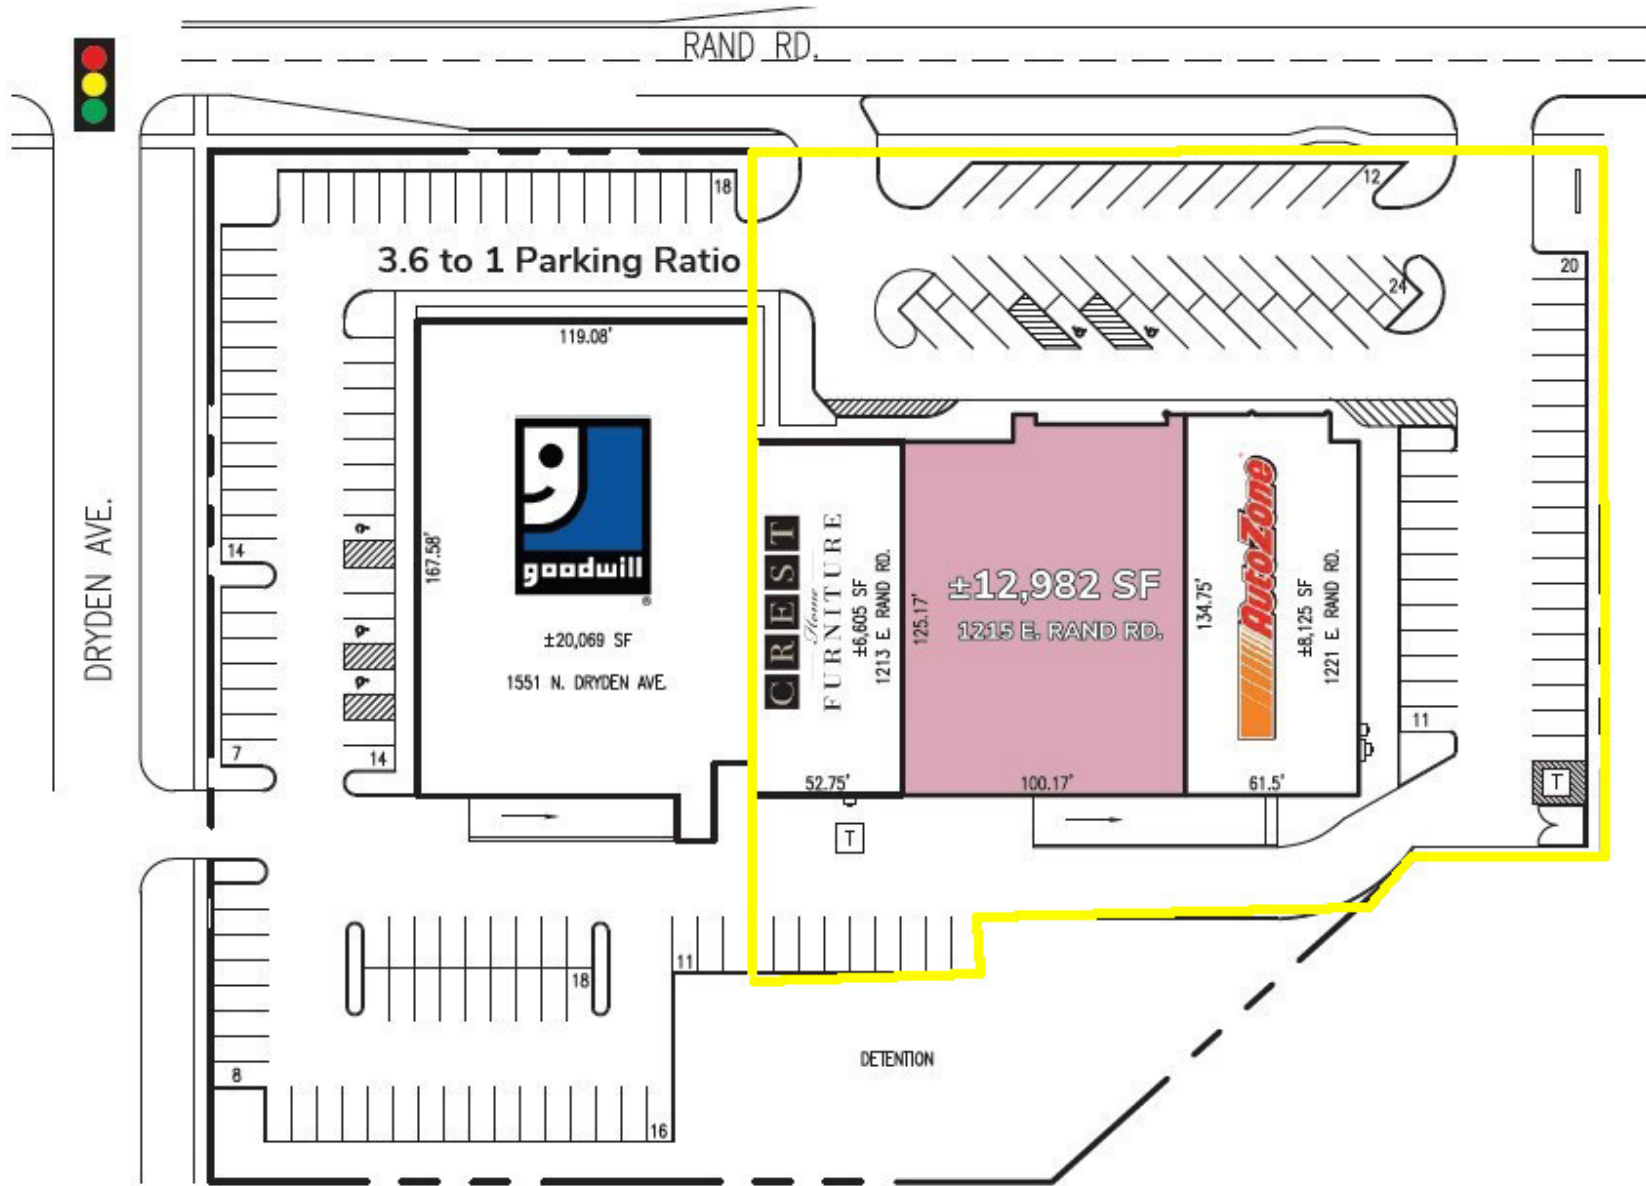 RAND RD.
18
12
3.6 to 1 Parking Ratio
20
24
119.08'
DRYDEN AVE.
14
167.58'
goodwill
®
±20,069 SF
1551 N. DRYDEN AVE.
CREST
Home
FURNITURE
±6,605 SF
1213 E. RAND RD.
125.17'
±12,982 SF
1215 E. RAND RD.
134.75'
AutoZone
±8,125 SF
1221 E. RAND RD.
11
7
14
52.75'
100.17'
61.5'
T
T
11
18
DETENTION
8
16